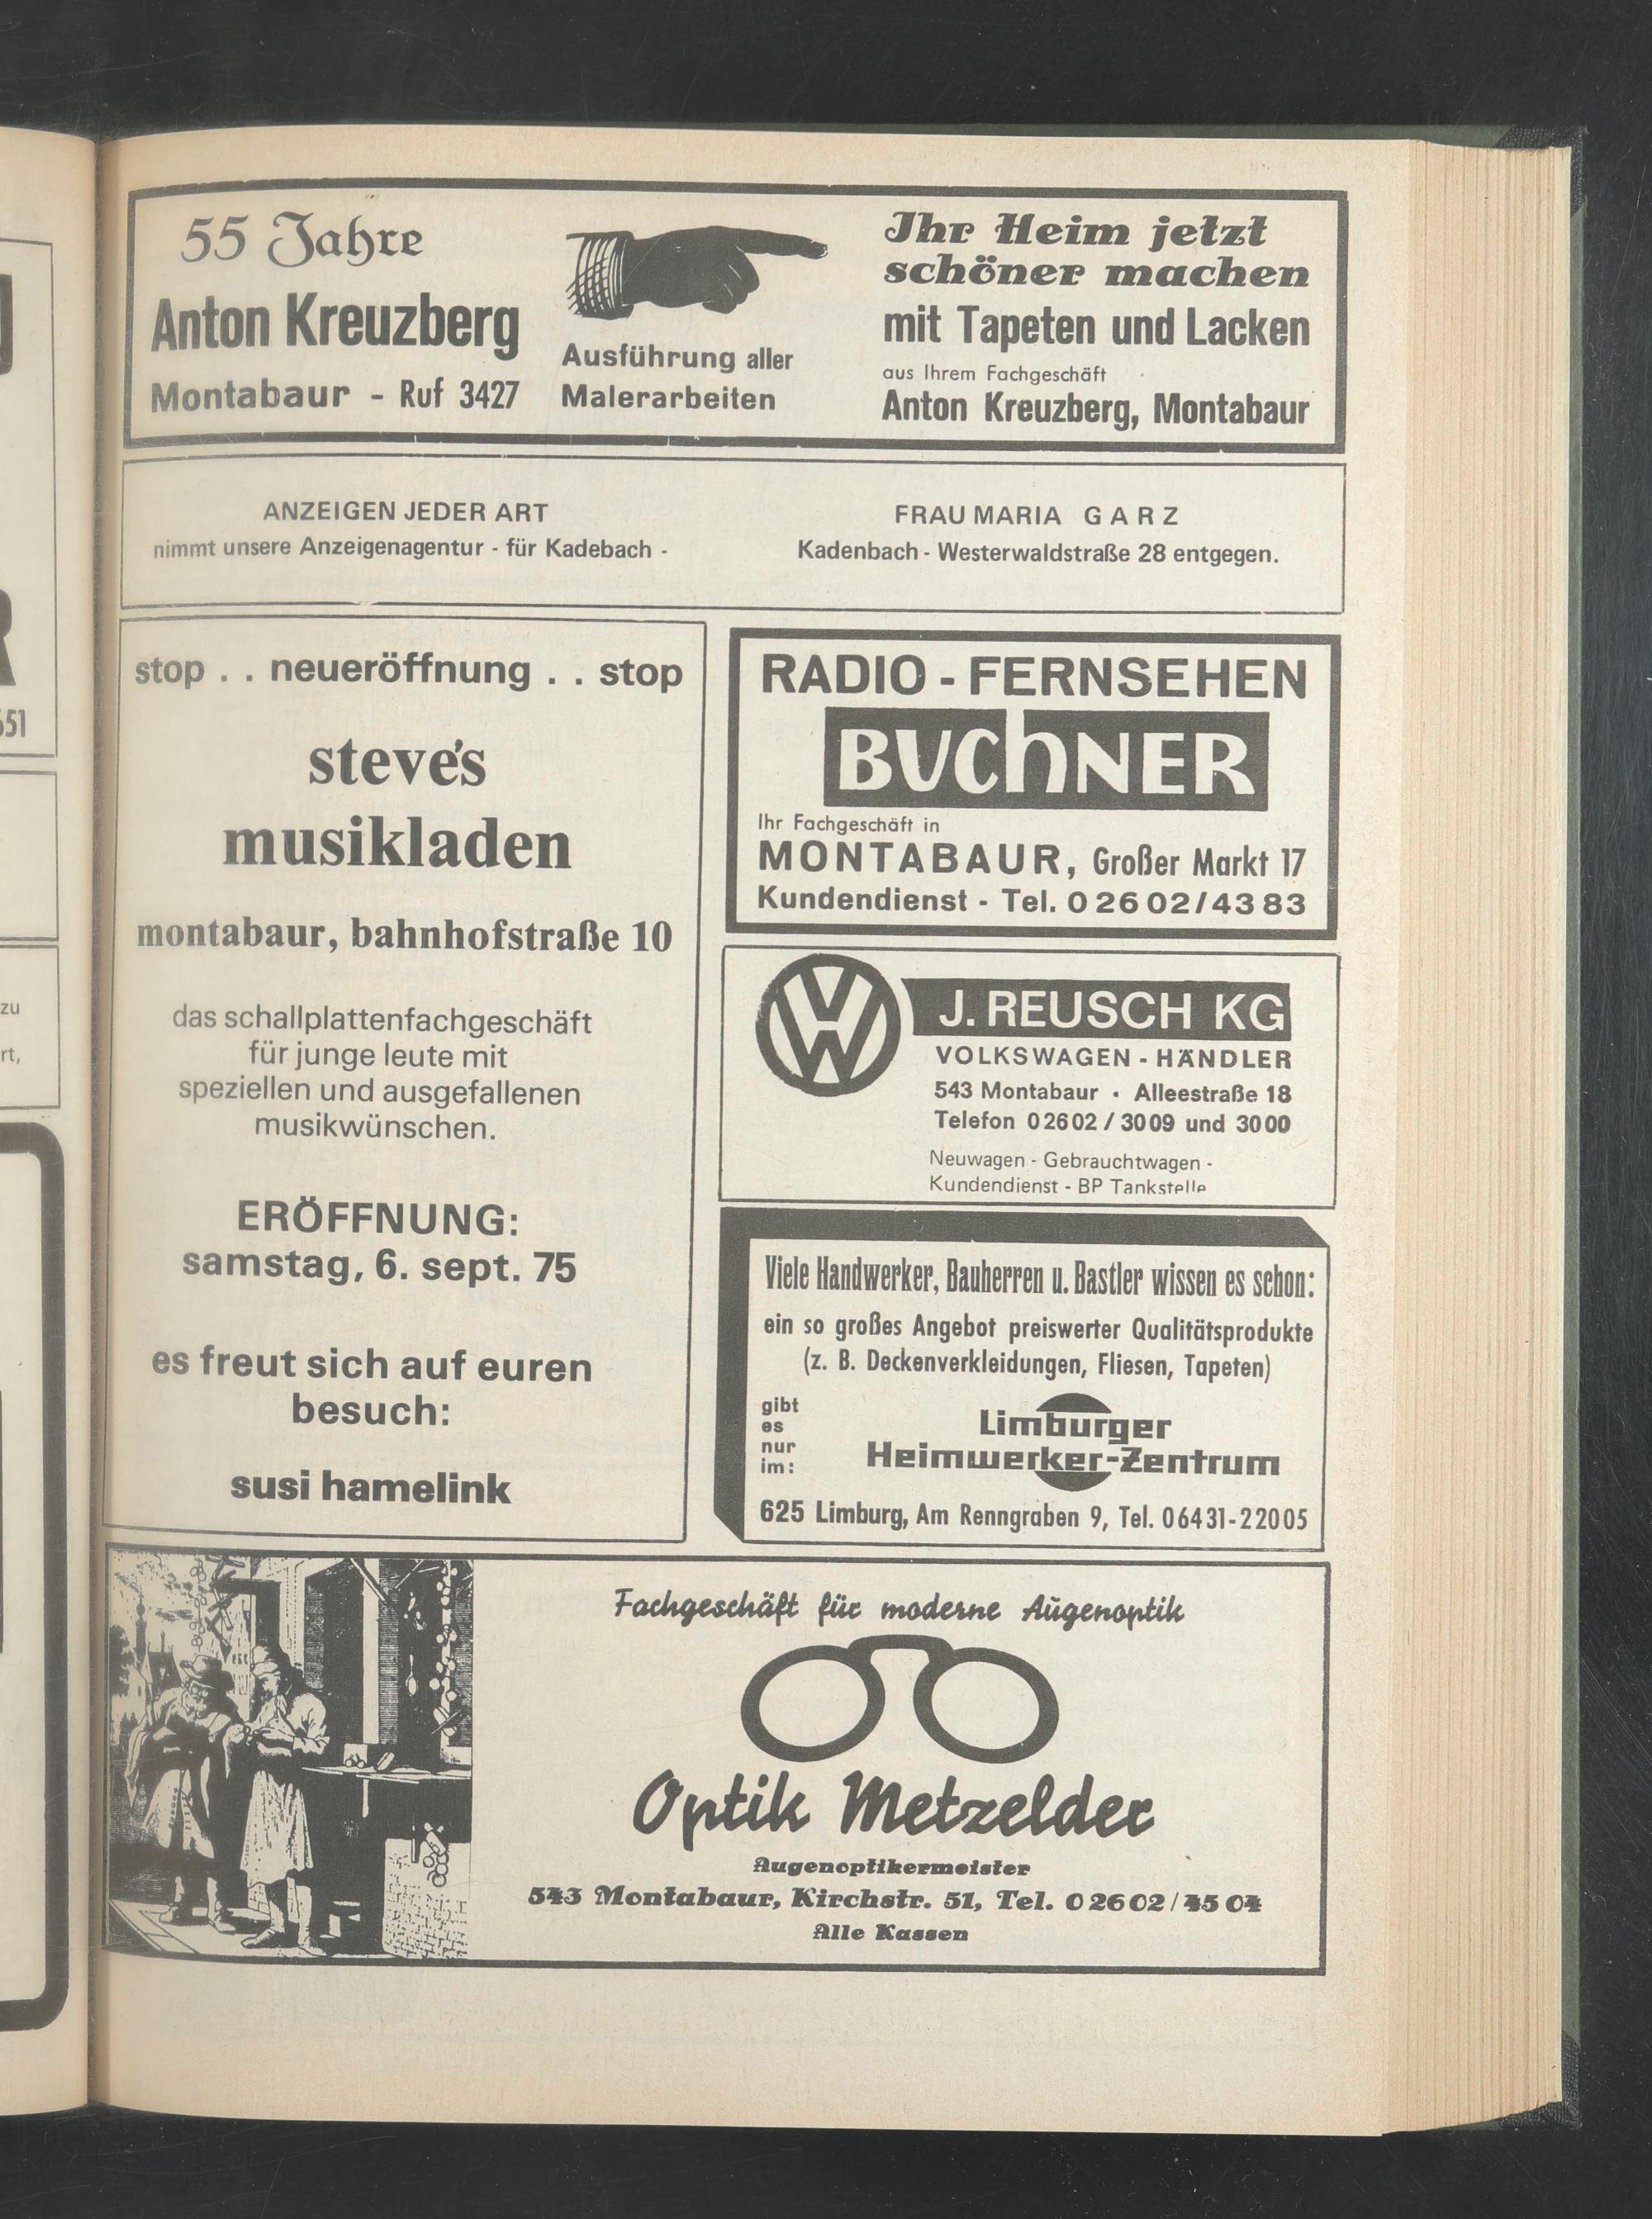 55 Jahre
Anton Kreuzberg
Montabaur - Ruf 3427
Ausführung aller
Malerarbeiten
Ihr Heim jetzt
schöner machen
mit Tapeten und Lacken
aus Ihrem Fachgeschäft
Anton Kreuzberg, Montabaur
ANZEIGEN JEDER ART
nimmt unsere Anzeigenagentur - für Kadebach -
FRAU MARIA GARZ
Kadenbach - Westerwaldstraße 28 entgegen.
stop . . neueröffnung . . stop
steve's
musikladen
montabaur, bahnhofstraße 10
das schallplattenfachgeschäft
für junge leute mit
speziellen und ausgefallenen
musikwünschen.
ERÖFFNUNG:
samstag, 6. sept. 75
es freut sich auf euren
besuch:
susi hamelink
RADIO - FERNSEHEN
BUChNER
Ihr Fachgeschäft in
MONTABAUR, Großer Markt 17
Kundendienst - Tel. 02602/4383
VW
J. REUSCH KG
VOLKSWAGEN - HÄNDLER
543 Montabaur · Alleestraße 18
Telefon 02602 / 3009 und 3000
Neuwagen - Gebrauchtwagen -
Kundendienst - BP Tankstelle
Viele Handwerker, Bauherren u. Bastler wissen es schon:
ein so großes Angebot preiswerter Qualitätsprodukte
(z. B. Deckenverkleidungen, Fliesen, Tapeten)
gibt
es
nur
im:
Limburger
Heimwerker-Zentrum
625 Limburg, Am Renngraben 9, Tel. 06431-22005
Fachgeschäft für moderne Augenoptik
Optik Metzelder
Augenoptikermeister
543 Montabaur, Kirchstr. 51, Tel. 02602/4504
Alle Kassen
651
zu
rt,